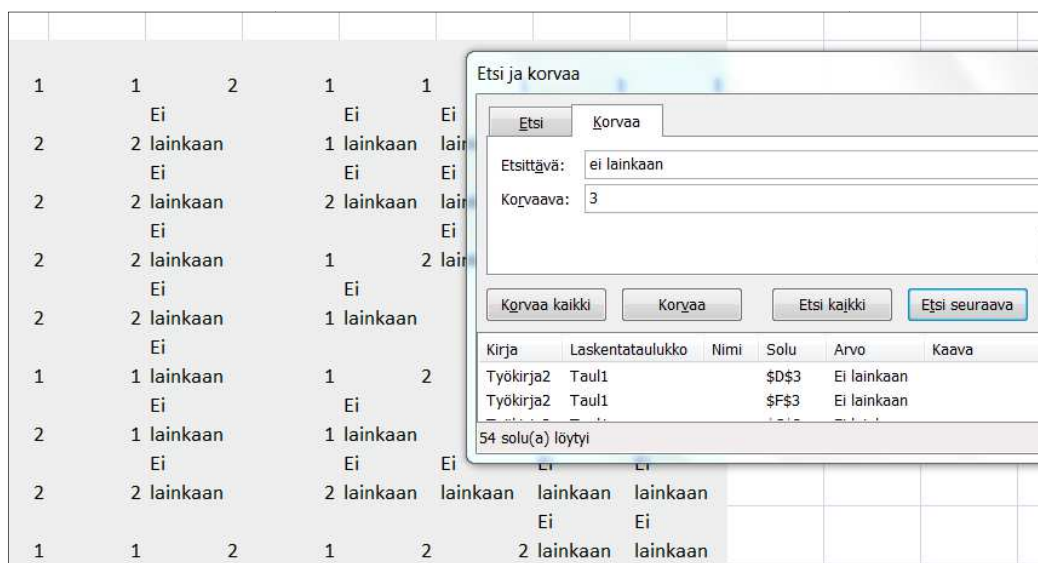 Etsi ja korvaa
1 1 2 1 1
Ei Ei Ei
Etsi Korvaa
2 2 lainkaan 1 lainkaan
Ei Ei Ei
Etsittävä: ei lainkaan
2 2 lainkaan 2 lainkaan
Korvaava: 3
Ei Ei
2 2 lainkaan 1 2
Ei Ei
Korvaa kaikki Korvaa Etsi kaikki Etsi seuraava
2 2 lainkaan 1 lainkaan
Ei
Kirja Laskentataulukko Nimi Solu Arvo Kaava
1 1 lainkaan 1 2
Työkirja2 Taul1 $D$3 Ei lainkaan
Ei Ei
Työkirja2 Taul1 $F$3 Ei lainkaan
2 1 lainkaan 1 lainkaan
54 solu(a) löytyi
Ei Ei Ei Ei Ei
2 2 lainkaan 2 lainkaan lainkaan lainkaan lainkaan
Ei Ei
1 1 2 1 2 2 lainkaan lainkaan